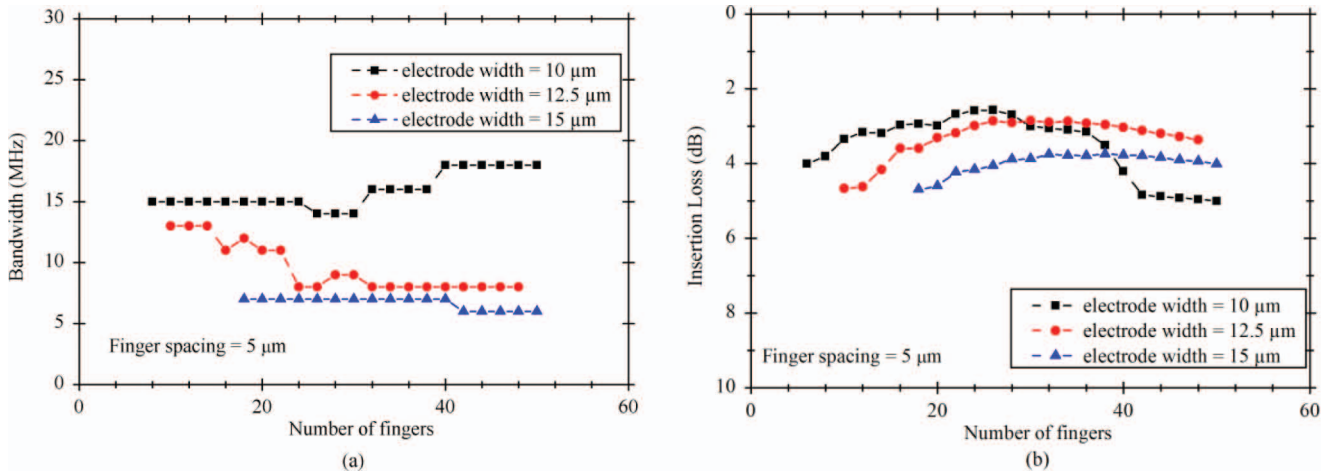 30
25
20
15
10
5
0
Bandwidth (MHz)
electrode width = 10 μm
electrode width = 12.5 μm
electrode width = 15 μm
Finger spacing = 5 μm
0
20
40
60
Number of fingers
(a)
0
2
4
6
8
10
Insertion Loss (dB)
electrode width = 10 μm
electrode width = 12.5 μm
electrode width = 15 μm
Finger spacing = 5 μm
0
20
40
60
Number of fingers
(b)